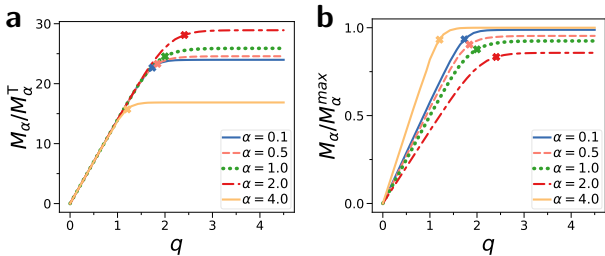 a
30
20
10
0
M_α/M_α^T
0 1 2 3 4
q
α = 0.1
α = 0.5
α = 1.0
α = 2.0
α = 4.0
b
1.0
0.5
0.0
M_α/M_α^max
0 1 2 3 4
q
α = 0.1
α = 0.5
α = 1.0
α = 2.0
α = 4.0